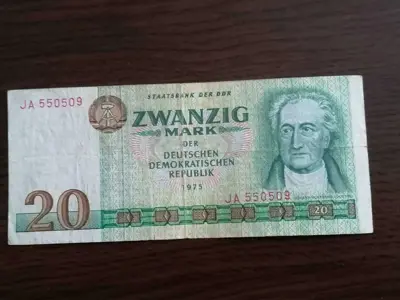 STAATSBANK DER DDR
JA 550509
ZWANZIG
MARK
DER
DEUTSCHEN
DEMOKRATISCHEN
REPUBLIK
1975
JA 550509
20
20